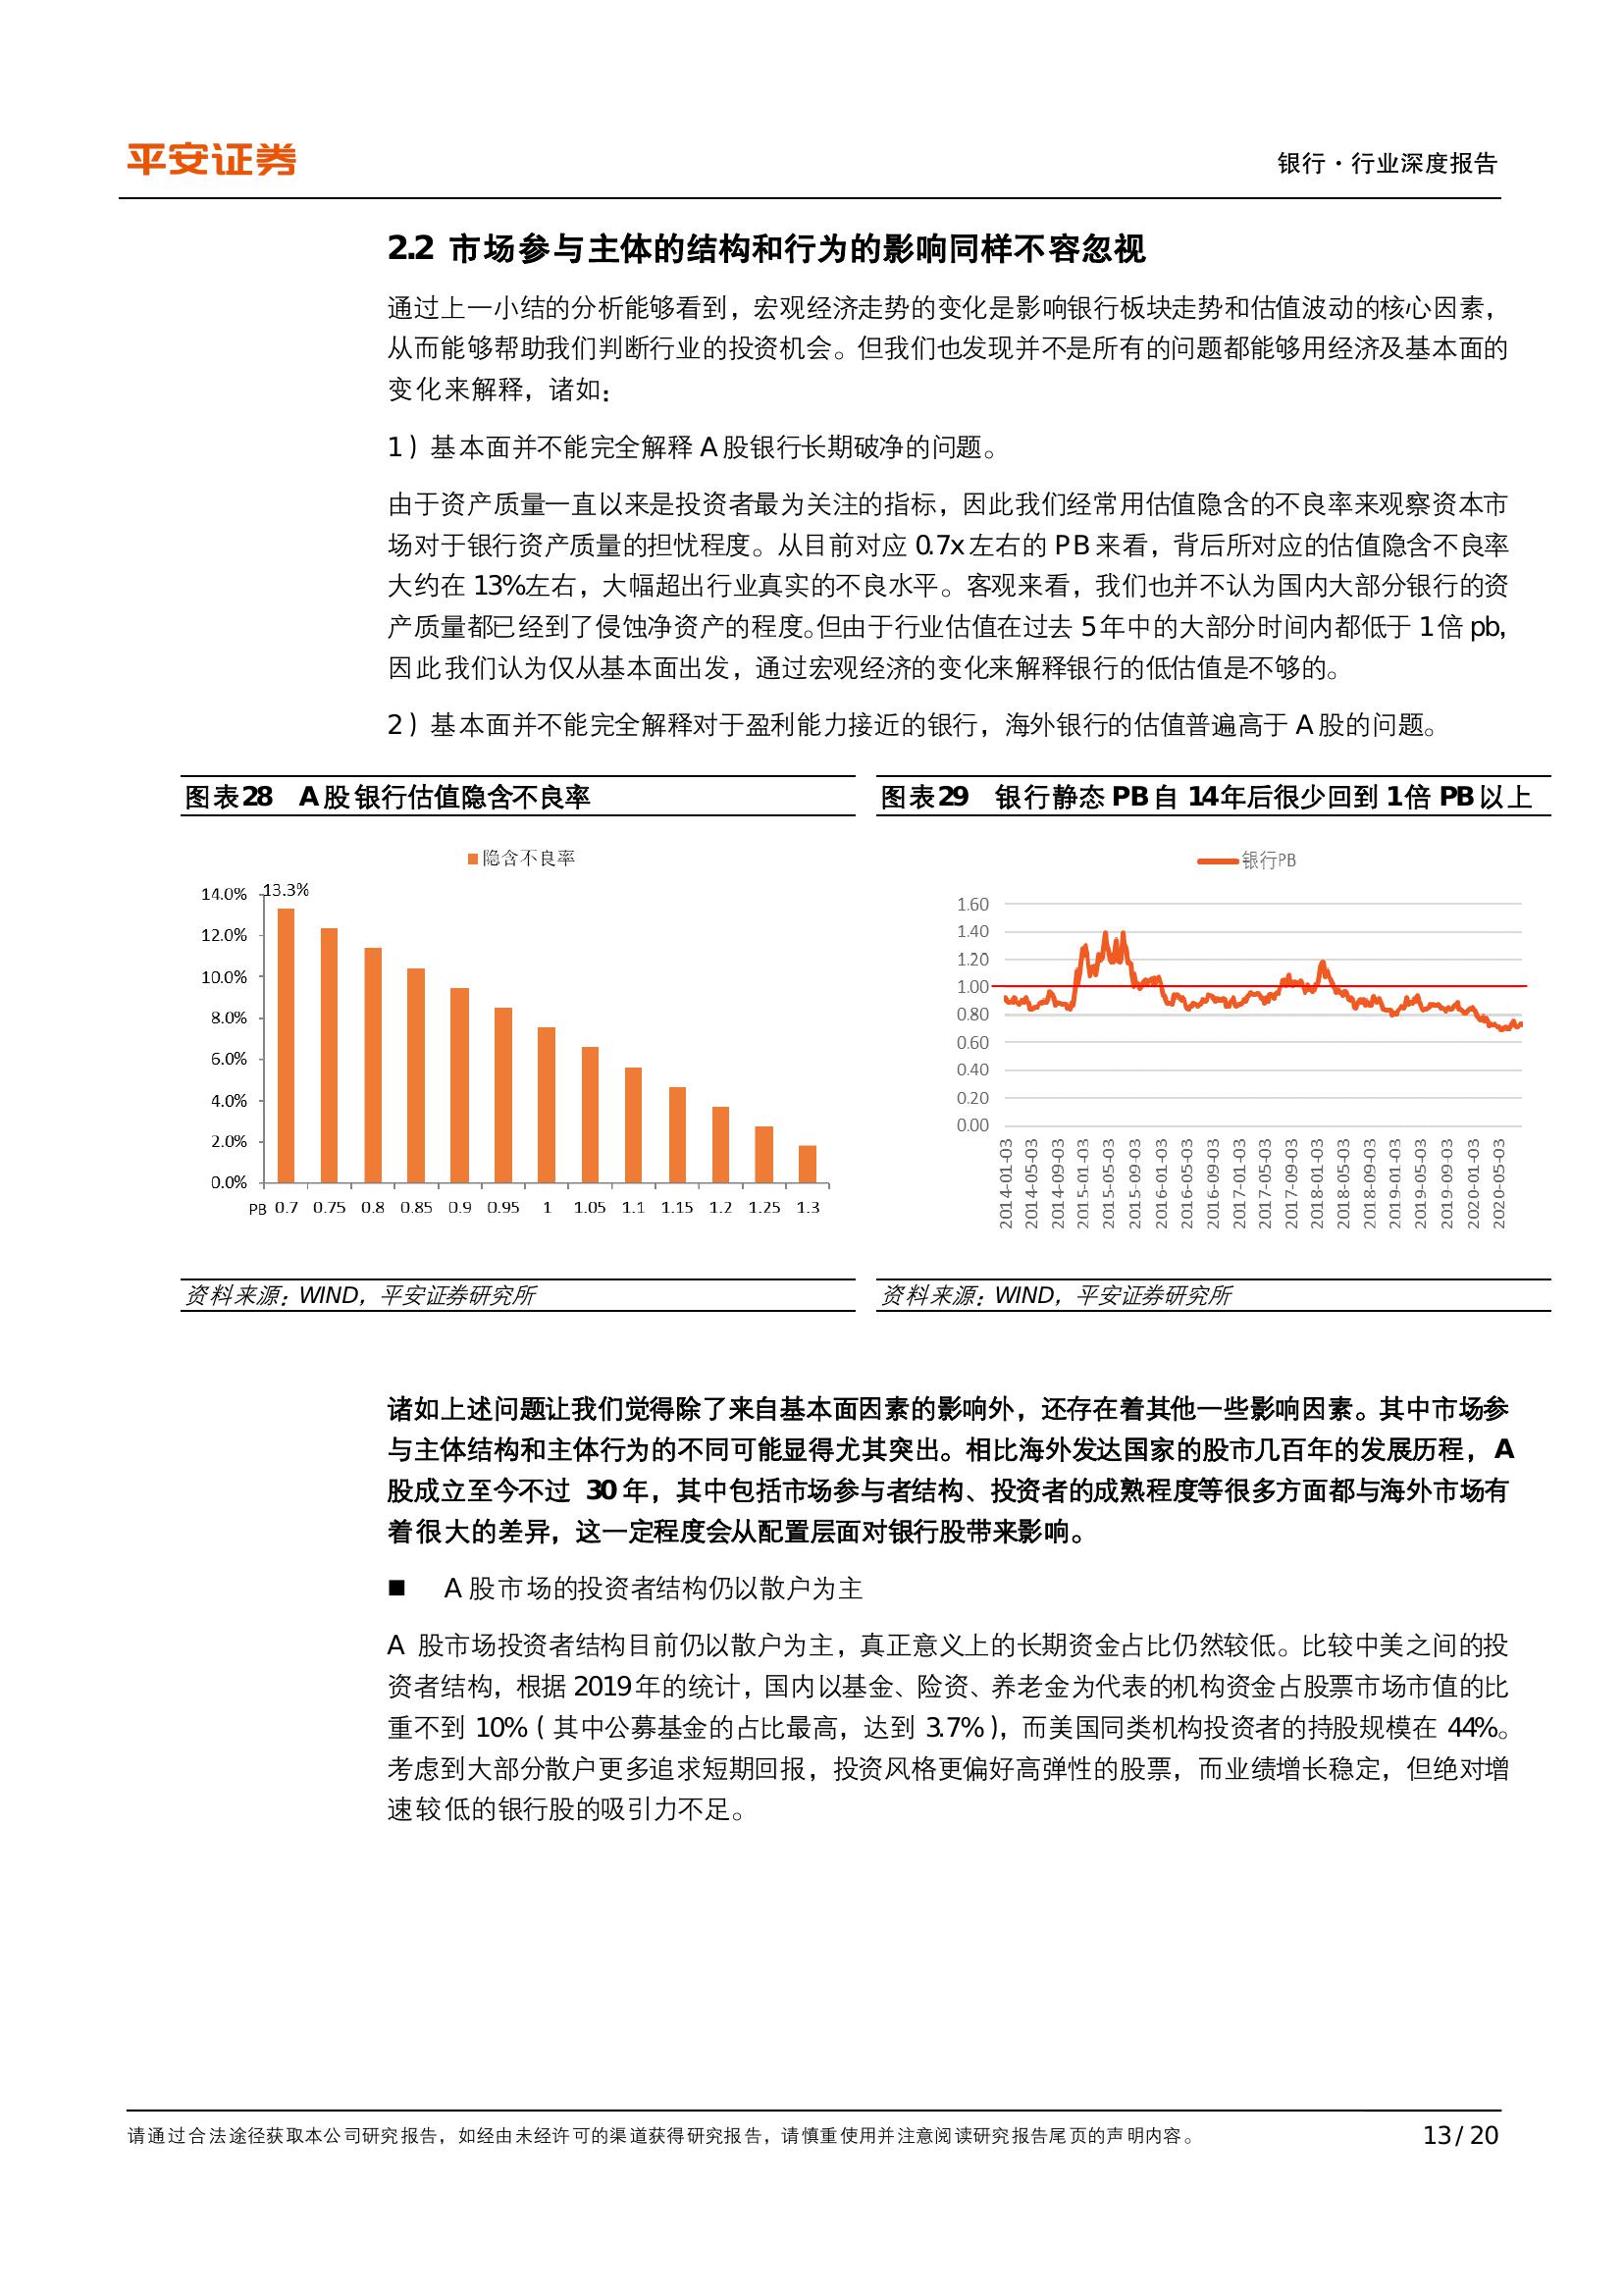 平安证券
银行·行业深度报告
2.2 市场参与主体的结构和行为的影响同样不容忽视
通过上一小结的分析能够看到，宏观经济走势的变化是影响银行板块走势和估值波动的核心因素，
从而能够帮助我们判断行业的投资机会。但我们也发现并不是所有的问题都能够用经济及基本面的
变化来解释，诸如：
1）基本面并不能完全解释 A 股银行长期破净的问题。
由于资产质量一直以来是投资者最为关注的指标，因此我们经常用估值隐含的不良率来观察资本市
场对于银行资产质量的担忧程度。从目前对应 0.7x 左右的 PB 来看，背后所对应的估值隐含不良率
大约在 13%左右，大幅超出行业真实的不良水平。客观来看，我们也并不认为国内大部分银行的资
产质量都已经到了侵蚀净资产的程度。但由于行业估值在过去 5 年中的大部分时间内都低于 1 倍 pb，
因此我们认为仅从基本面出发，通过宏观经济的变化来解释银行的低估值是不够的。
2）基本面并不能完全解释对于盈利能力接近的银行，海外银行的估值普遍高于 A 股的问题。
图表28 A 股银行估值隐含不良率
隐含不良率
13.3%
14.0%
12.0%
10.0%
8.0%
6.0%
4.0%
2.0%
0.0%
PB 0.7 0.75 0.8 0.85 0.9 0.95 1 1.05 1.1 1.15 1.2 1.25 1.3
资料来源：WIND，平安证券研究所
图表29 银行静态 PB 自 14 年后很少回到 1 倍 PB 以上
银行PB
1.60
1.40
1.20
1.00
0.80
0.60
0.40
0.20
0.00
2014-01-03
2014-05-03
2014-09-03
2015-01-03
2015-05-03
2015-09-03
2016-01-03
2016-05-03
2016-09-03
2017-01-03
2017-05-03
2017-09-03
2018-01-03
2018-05-03
2018-09-03
2019-01-03
2019-05-03
2019-09-03
2020-01-03
2020-05-03
资料来源：WIND，平安证券研究所
诸如上述问题让我们觉得除了来自基本面因素的影响外，还存在着其他一些影响因素。其中市场参
与主体结构和主体行为的不同可能显得尤其突出。相比海外发达国家的股市几百年的发展历程，A
股成立至今不过 30 年，其中包括市场参与者结构、投资者的成熟程度等很多方面都与海外市场有
着很大的差异，这一定程度会从配置层面对银行股带来影响。
■ A 股市场的投资者结构仍以散户为主
A 股市场投资者结构目前仍以散户为主，真正意义上的长期资金占比仍然较低。比较中美之间的投
资者结构，根据 2019 年的统计，国内以基金、险资、养老金为代表的机构资金占股票市场市值的比
重不到 10%（其中公募基金的占比最高，达到 3.7%），而美国同类机构投资者的持股规模在 44%。
考虑到大部分散户更多追求短期回报，投资风格更偏好高弹性的股票，而业绩增长稳定，但绝对增
速较低的银行股的吸引力不足。
请通过合法途径获取本公司研究报告，如经由未经许可的渠道获得研究报告，请慎重使用并注意阅读研究报告尾页的声明内容。
13 / 20